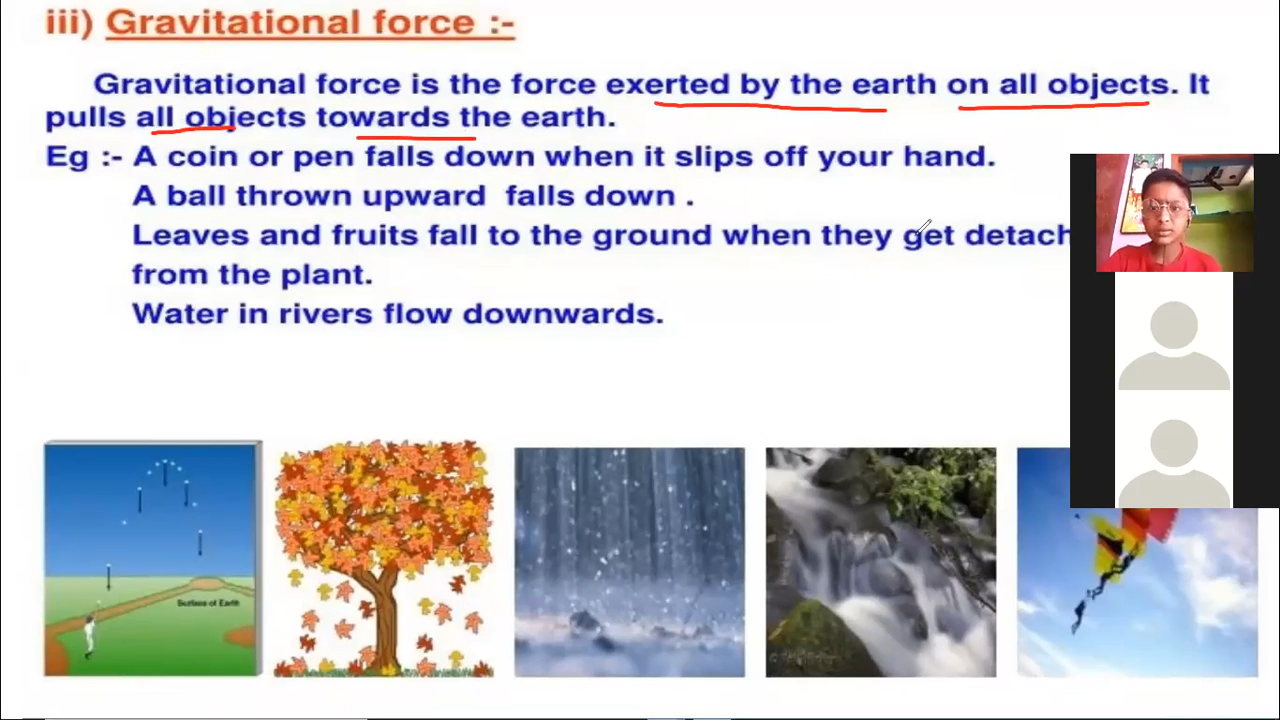 iii) Gravitational force :-
Gravitational force is the force exerted by the earth on all objects. It
pulls all objects towards the earth.
Eg :- A coin or pen falls down when it slips off your hand.
A ball thrown upward falls down .
Leaves and fruits fall to the ground when they get detach
from the plant.
Water in rivers flow downwards.
Surface of Earth